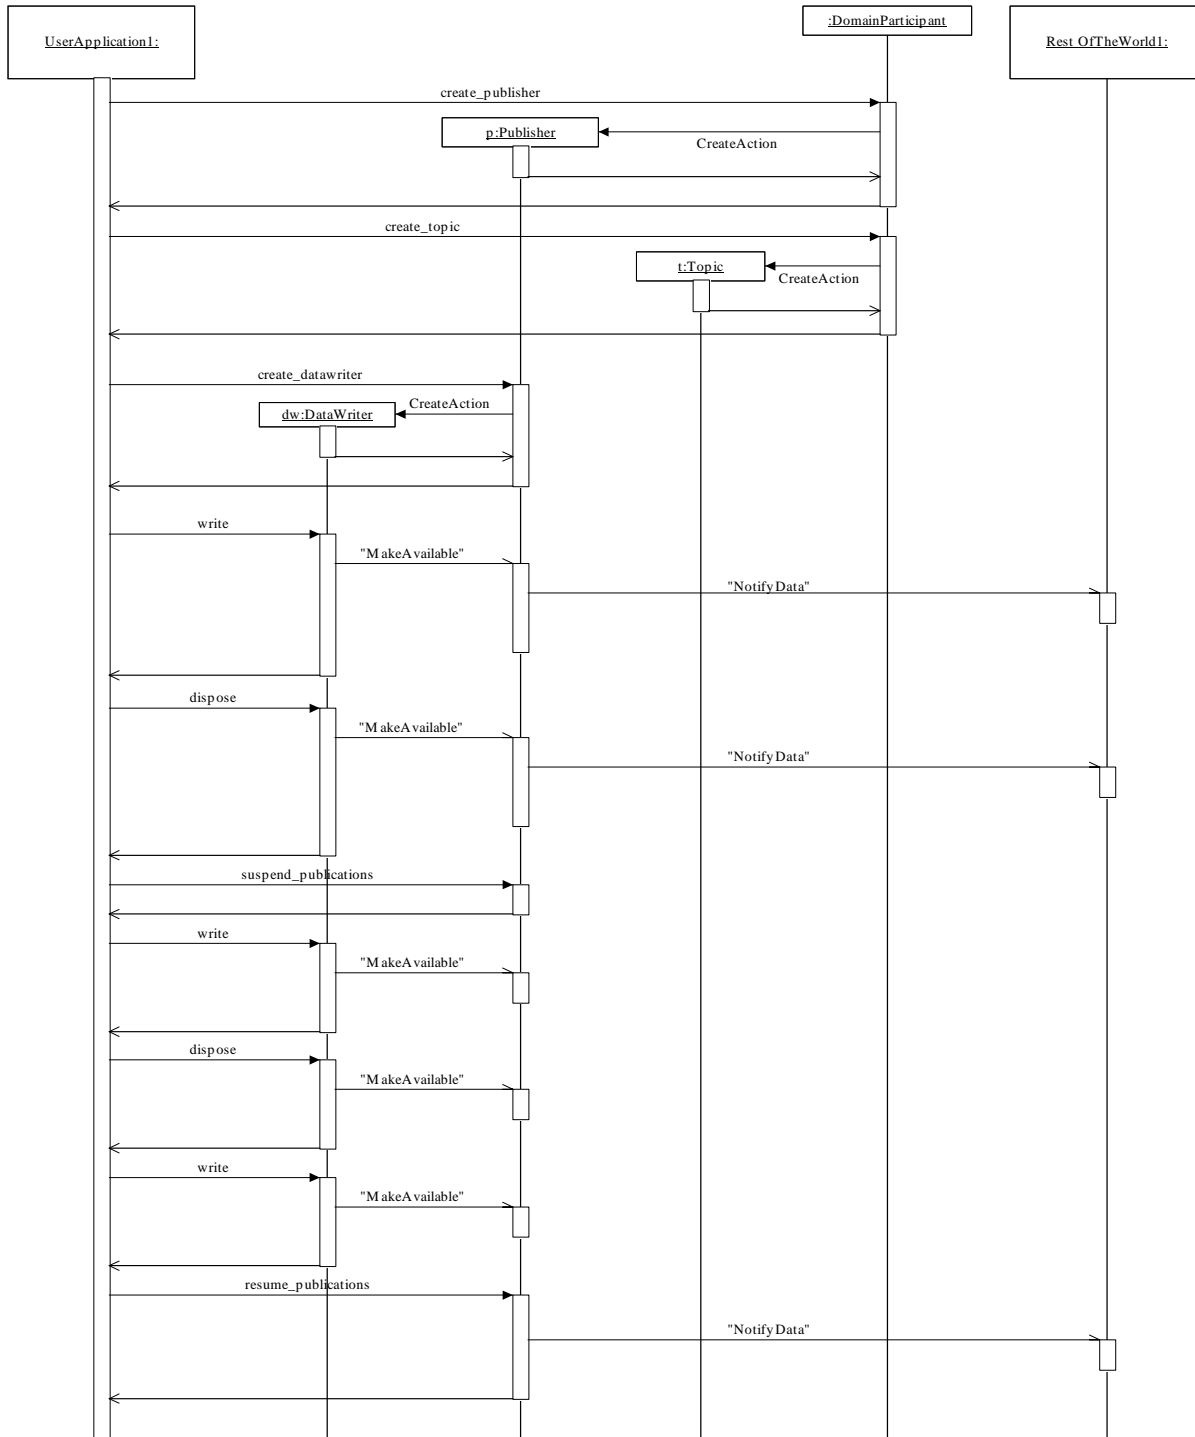 UserApplication1:
:DomainParticipant
Rest OfTheWorld1:
create_publisher
p:Publisher
CreateAction
create_topic
t:Topic
CreateAction
create_datawriter
dw:DataWriter
CreateAction
write
"MakeAvailable"
"NotifyData"
dispose
"MakeAvailable"
"NotifyData"
suspend_publications
write
"MakeAvailable"
dispose
"MakeAvailable"
write
"MakeAvailable"
resume_publications
"NotifyData"